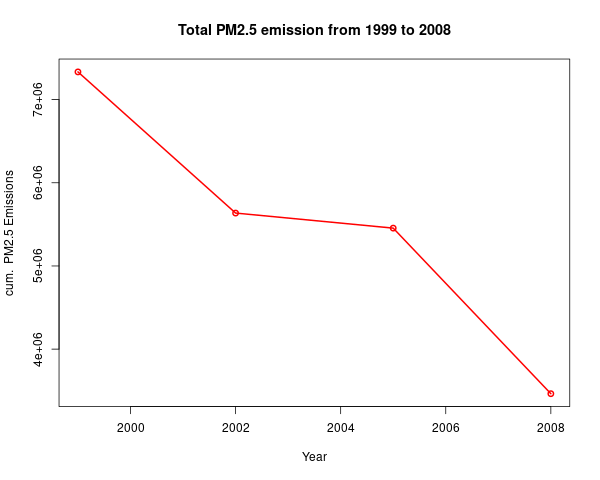 Total PM2.5 emission from 1999 to 2008
cum. PM2.5 Emissions
7e+06
6e+06
5e+06
4e+06
2000 2002 2004 2006 2008
Year